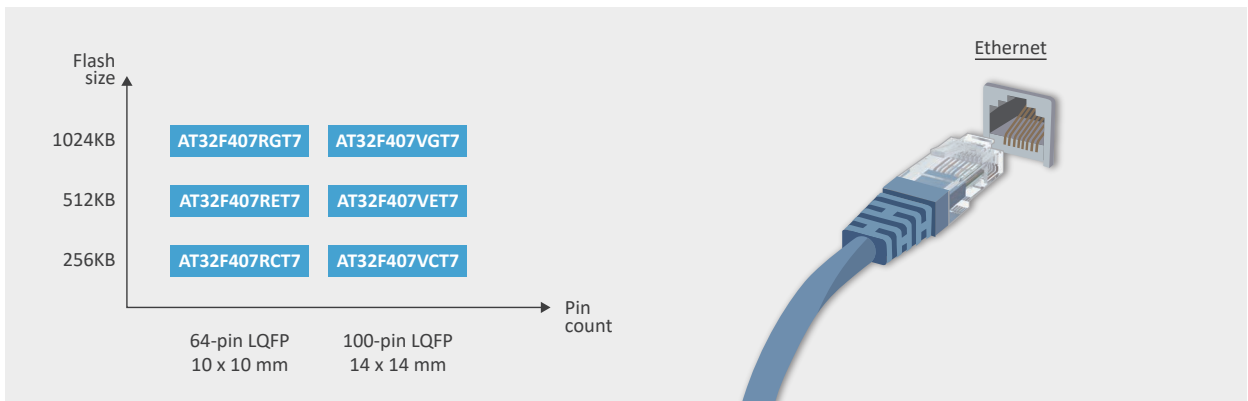 Flash
size
1024KB
AT32F407RGT7 AT32F407VGT7
512KB
AT32F407RET7 AT32F407VET7
256KB
AT32F407RCT7 AT32F407VCT7
Pin
count
64-pin LQFP
10 x 10 mm
100-pin LQFP
14 x 14 mm
Ethernet